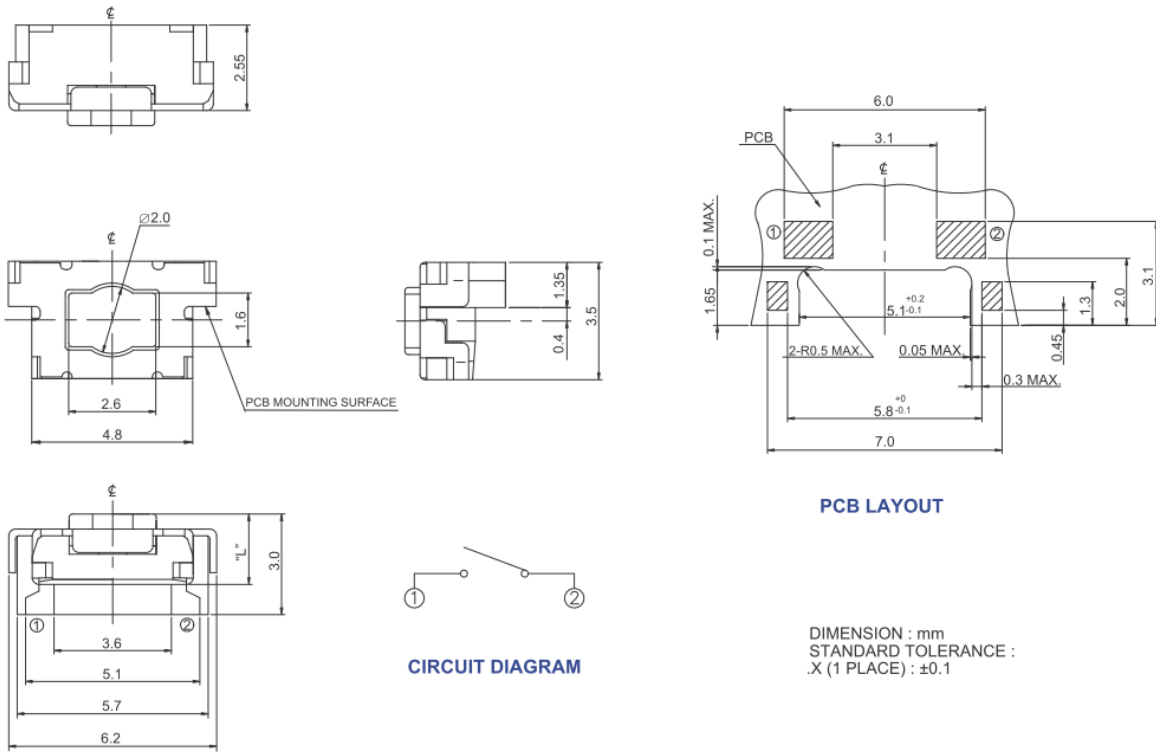 ℄
2.55
∅2.0
℄
1.6
2.6
4.8
PCB MOUNTING SURFACE
1.35
0.4
3.5
℄
"L"
3.0
① ②
3.6
5.1
5.7
6.2
① ②
CIRCUIT DIAGRAM
6.0
3.1
PCB
℄
① ②
0.1 MAX.
1.65
5.1 +0.2 -0.1
1.3
2.0
3.1
0.45
2-R0.5 MAX.
0.05 MAX.
0.3 MAX.
5.8 +0 -0.1
7.0
PCB LAYOUT
DIMENSION : mm
STANDARD TOLERANCE :
.X (1 PLACE) : ±0.1